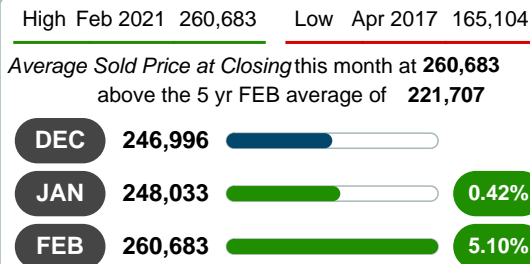 High Feb 2021 260,683 Low Apr 2017 165,104
Average Sold Price at Closing this month at 260,683
above the 5 yr FEB average of 221,707
DEC 246,996
JAN 248,033 0.42%
FEB 260,683 5.10%